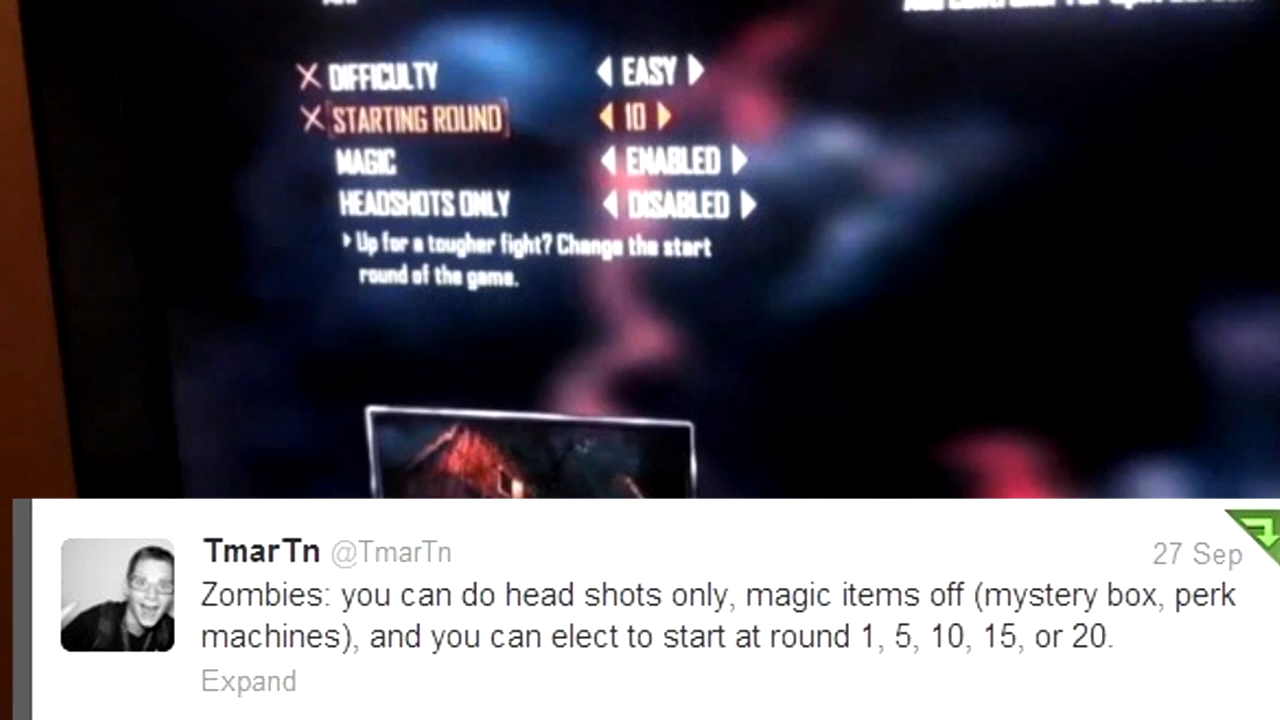 DIFFICULTY EASY
STARTING ROUND 10
MAGIC ENABLED
HEADSHOTS ONLY DISABLED
Up for a tougher fight? Change the start
round of the game.
TmarTn @TmarTn 27 Sep
Zombies: you can do head shots only, magic items off (mystery box, perk
machines), and you can elect to start at round 1, 5, 10, 15, or 20.
Expand